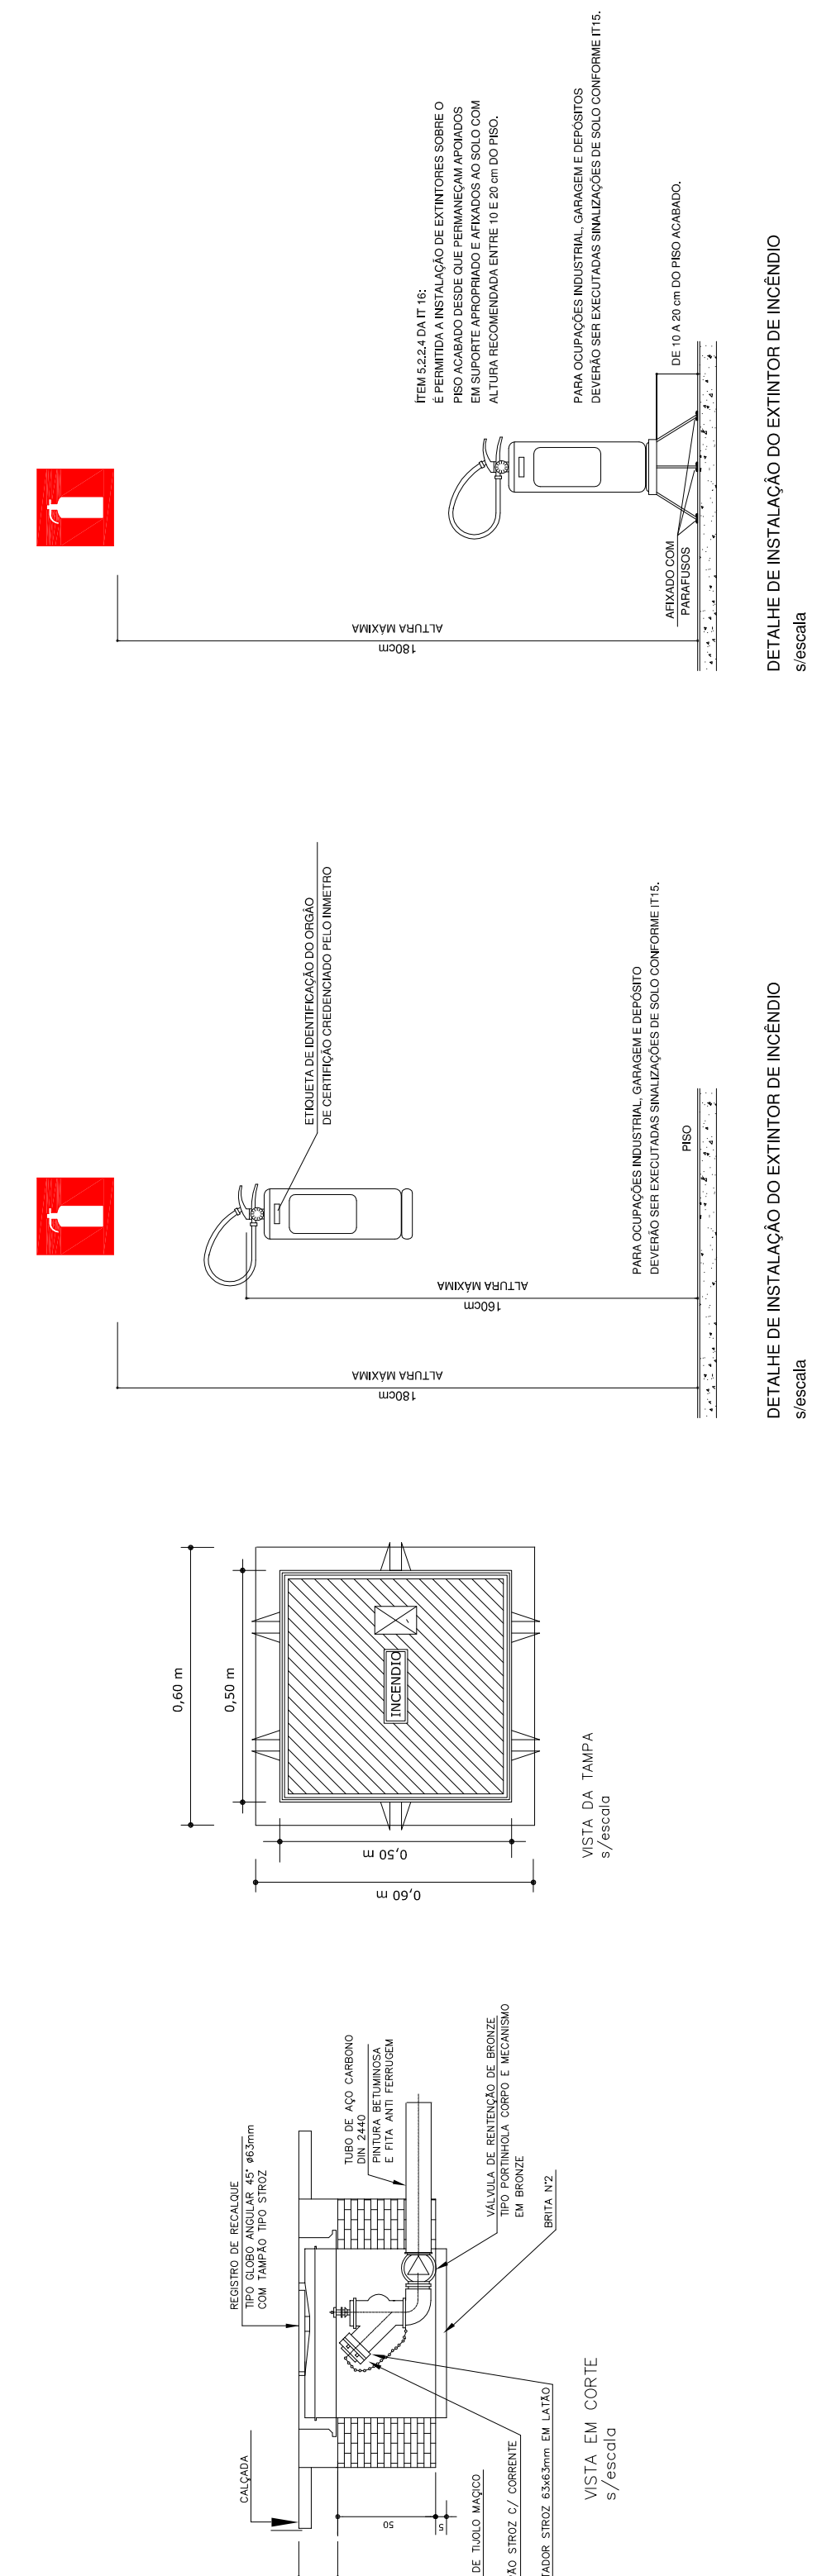 REGISTRO DE RECALQUE
TIPO GLOBO ANGULAR 45° ø63mm
COM TAMPÃO TIPO STROZ
CALÇADA
TUBO DE AÇO CARBONO
DIN 2440
PINTURA BETUMINOSA
E FITA ANTI FERRUGEM
VÁLVULA DE RENTENÇÃO DE BRONZE
TIPO PORTINHOLA CORPO E MECANISMO
EM BRONZE
BRITA N°2
50
5
DE TIJOLO MAÇICO
ÃO STROZ C/ CORRENTE
TADOR STROZ 63x63mm EM LATÃO
VISTA EM CORTE
s/escala
0,60 m
0,50 m
INCENDIO
0,50 m
0,60 m
VISTA DA TAMPA
s/escala
ETIQUETA DE IDENTIFICAÇÃO DO ORGÃO
DE CERTIFIÇÃO CREDENCIADO PELO INMETRO
ALTURA MÁXIMA
180cm
ALTURA MÁXIMA
160cm
PARA OCUPAÇÕES INDUSTRIAL, GARAGEM E DEPÓSITO
DEVERÃO SER EXECUTADAS SINALIZAÇÕES DE SOLO CONFORME IT15.
PISO
DETALHE DE INSTALAÇÂO DO EXTINTOR DE INCÊNDIO
s/escala
ÍTEM 5.2.2.4 DA IT 16:
É PERMITIDA A INSTALAÇÃO DE EXTINTORES SOBRE O
PISO ACABADO DESDE QUE PERMANEÇAM APOIADOS
EM SUPORTE APROPRIADO E AFIXADOS AO SOLO COM
ALTURA RECOMENDADA ENTRE 10 E 20 cm DO PISO.
PARA OCUPAÇÕES INDUSTRIAL, GARAGEM E DEPÓSITOS
DEVERÃO SER EXECUTADAS SINALIZAÇÕES DE SOLO CONFORME IT15.
ALTURA MÁXIMA
180cm
DE 10 A 20 cm DO PISO ACABADO.
AFIXADO COM
PARAFUSOS
DETALHE DE INSTALAÇÂO DO EXTINTOR DE INCÊNDIO
s/escala